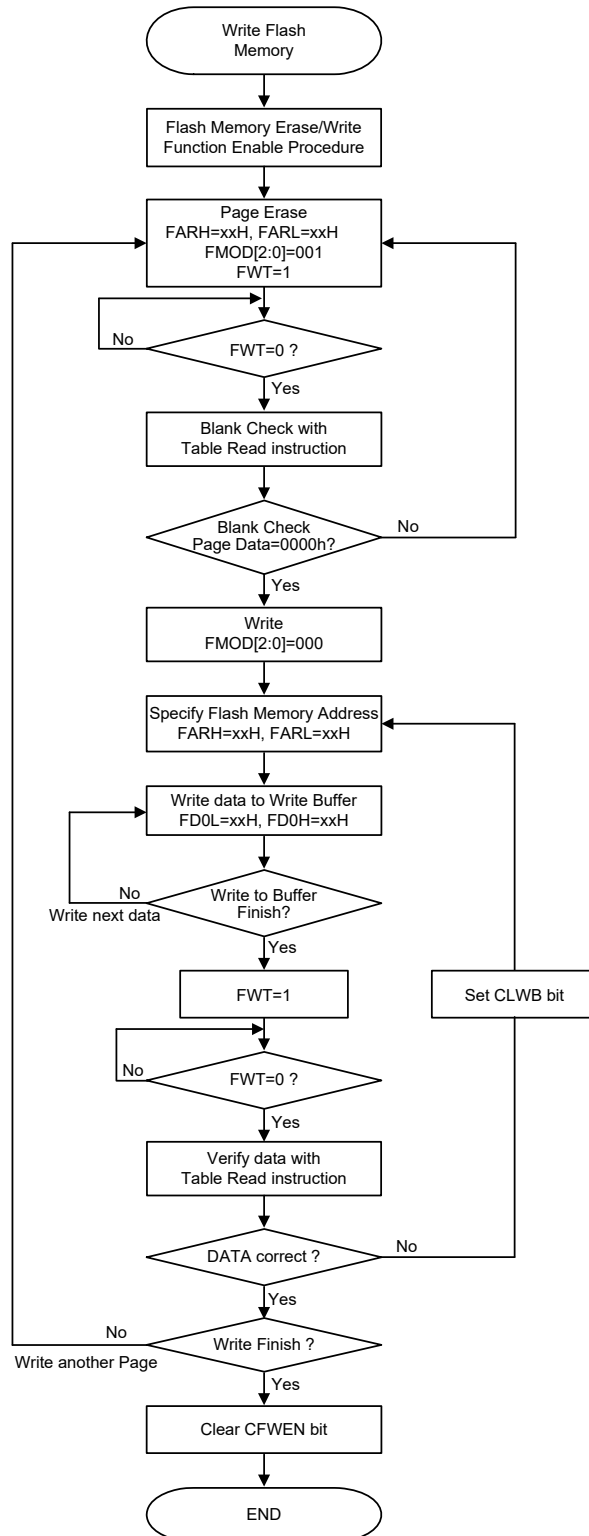 Write Flash
Memory
Flash Memory Erase/Write
Function Enable Procedure
Page Erase
FARH=xxH, FARL=xxH
FMOD[2:0]=001
FWT=1
No
FWT=0 ?
Yes
Blank Check with
Table Read instruction
Blank Check
Page Data=0000h?
No
Yes
Write
FMOD[2:0]=000
Specify Flash Memory Address
FARH=xxH, FARL=xxH
Write data to Write Buffer
FD0L=xxH, FD0H=xxH
No
Write next data
Write to Buffer
Finish?
Yes
FWT=1
Set CLWB bit
No
FWT=0 ?
Yes
Verify data with
Table Read instruction
DATA correct ?
No
Yes
No
Write another Page
Write Finish ?
Yes
Clear CFWEN bit
END